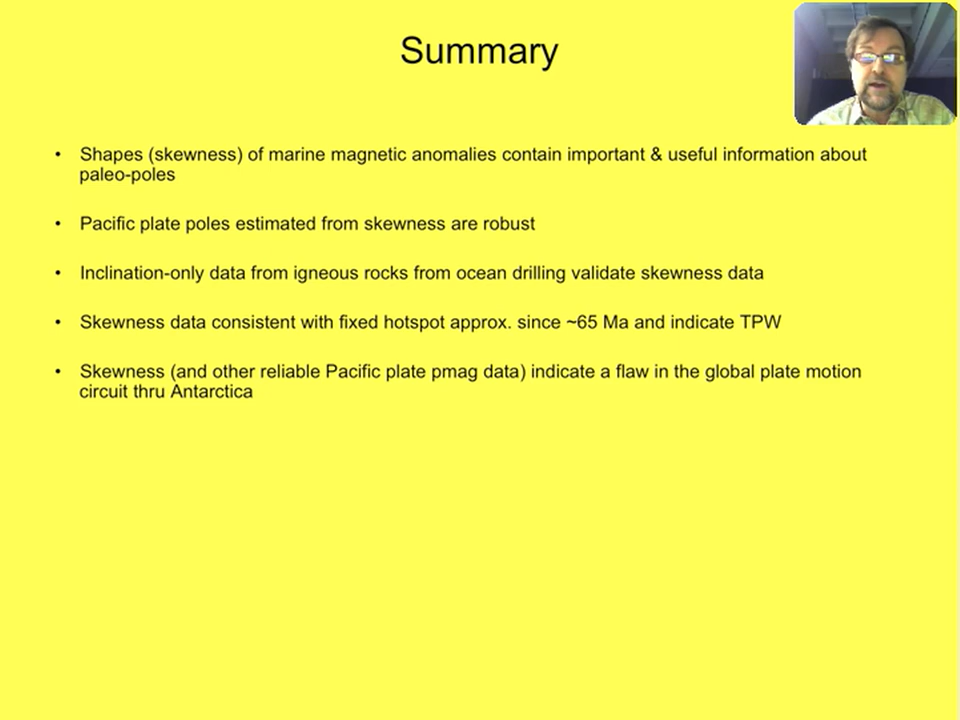 Summary
• Shapes (skewness) of marine magnetic anomalies contain important & useful information about
paleo-poles
• Pacific plate poles estimated from skewness are robust
• Inclination-only data from igneous rocks from ocean drilling validate skewness data
• Skewness data consistent with fixed hotspot approx. since ~65 Ma and indicate TPW
• Skewness (and other reliable Pacific plate pmag data) indicate a flaw in the global plate motion
circuit thru Antarctica